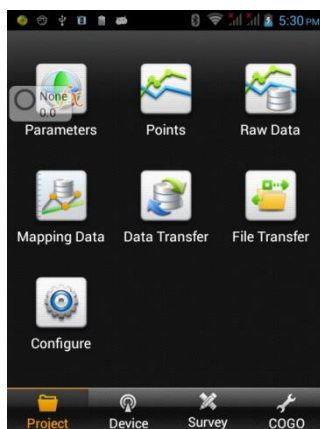 5:30 PM
None
0.0
Parameters Points Raw Data
Mapping Data Data Transfer File Transfer
Configure
Project Device Survey COGO